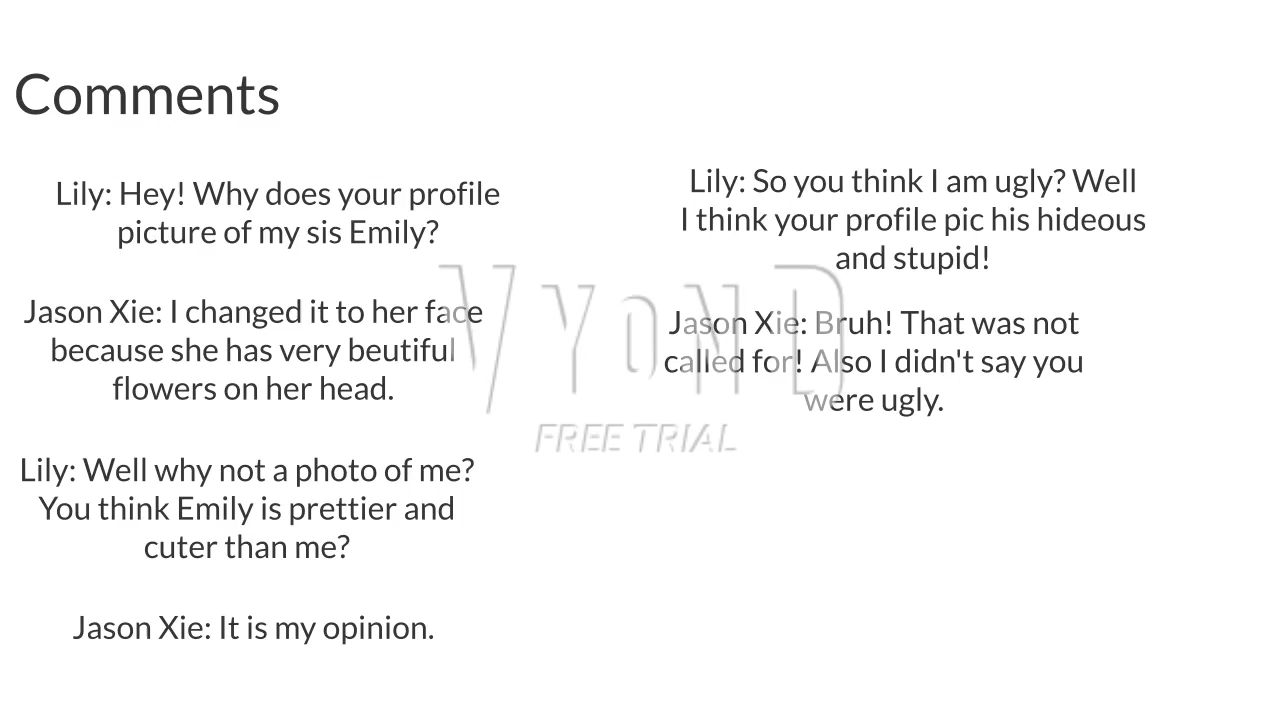 Comments
Lily: Hey! Why does your profile
picture of my sis Emily?
Jason Xie: I changed it to her face
because she has very beutiful
flowers on her head.
Lily: Well why not a photo of me?
You think Emily is prettier and
cuter than me?
Jason Xie: It is my opinion.
Lily: So you think I am ugly? Well
I think your profile pic his hideous
and stupid!
Jason Xie: Bruh! That was not
called for! Also I didn't say you
were ugly.
VYOND
FREE TRIAL